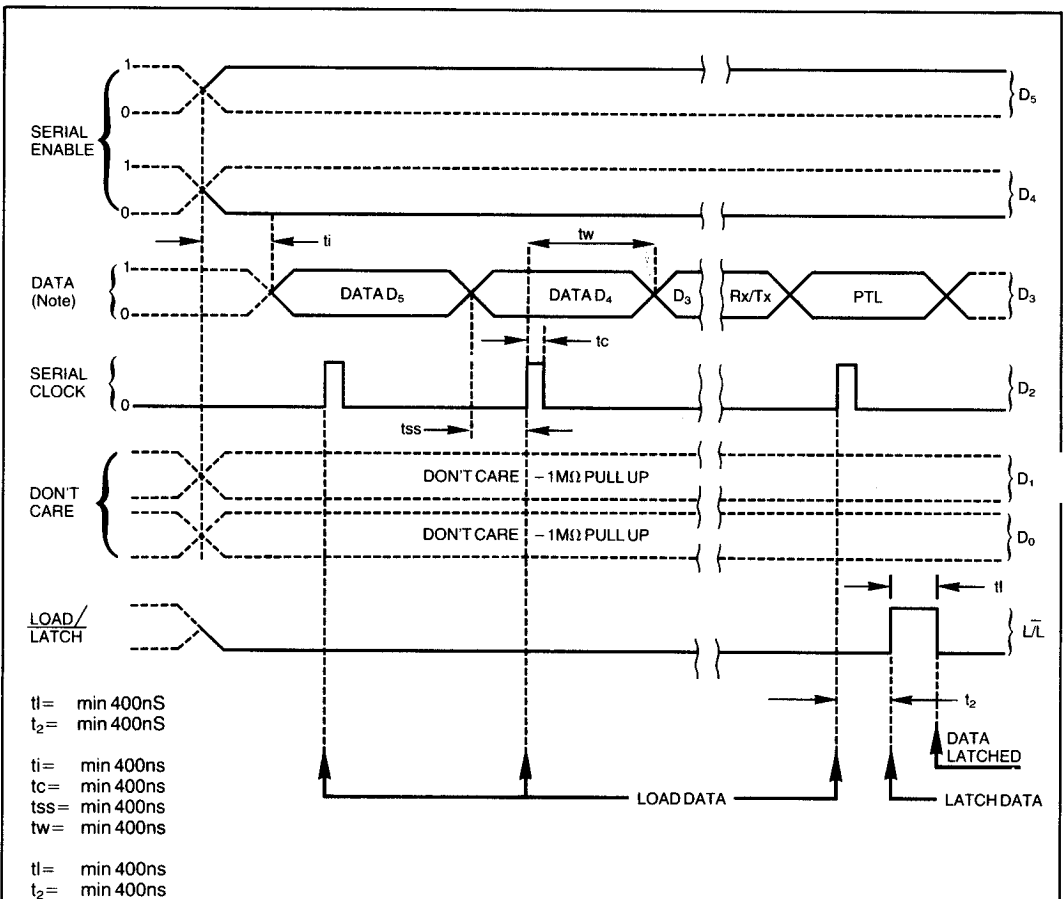 SERIAL
ENABLE
1
0
D5
1
0
D4
ti
tw
DATA
(Note)
1
0
DATA D5
DATA D4
D3
Rx/Tx
PTL
D3
tc
SERIAL
CLOCK
0
D2
tss
DON'T
CARE
DON'T CARE – 1MΩ PULL UP
D1
DON'T CARE – 1MΩ PULL UP
D0
tl
LOAD/
LATCH
L/L̅
t2
tl= min 400nS
t2= min 400nS
ti= min 400ns
tc= min 400ns
tss= min 400ns
tw= min 400ns
tl= min 400ns
t2= min 400ns
LOAD DATA
DATA
LATCHED
LATCH DATA